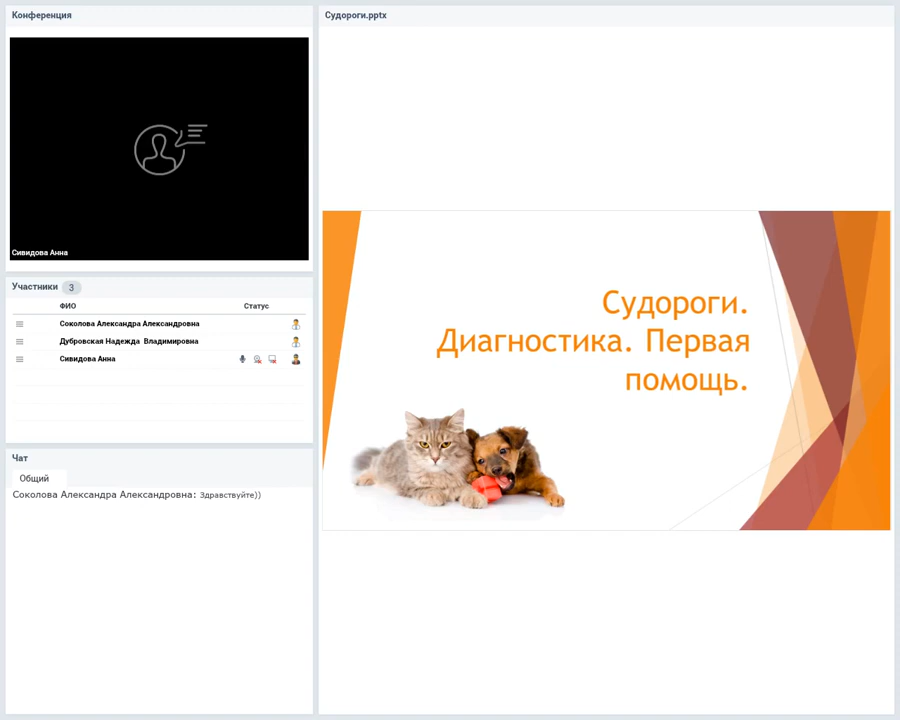 Конференция
Сивидова Анна
Участники 3
ФИО Статус
Соколова Александра Александровна
Дубровская Надежда Владимировна
Сивидова Анна
Чат
Общий
Соколова Александра Александровна: Здравствуйте))
Судороги.pptx
Судороги.
Диагностика. Первая
помощь.